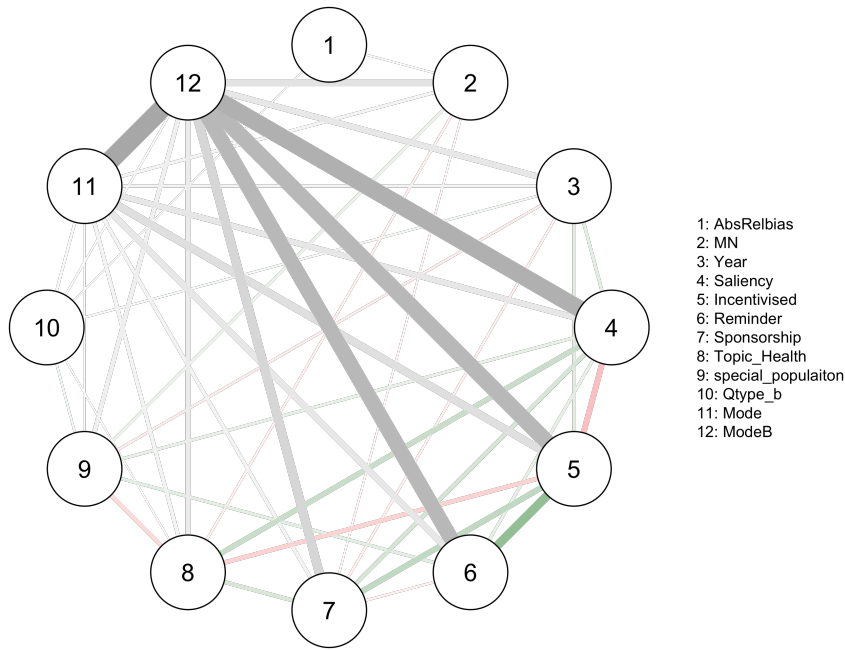 1
12
2
11
3
10
4
9
5
8
6
7
1: AbsRelbias
2: MN
3: Year
4: Saliency
5: Incentivised
6: Reminder
7: Sponsorship
8: Topic_Health
9: special_populaiton
10: Qtype_b
11: Mode
12: ModeB